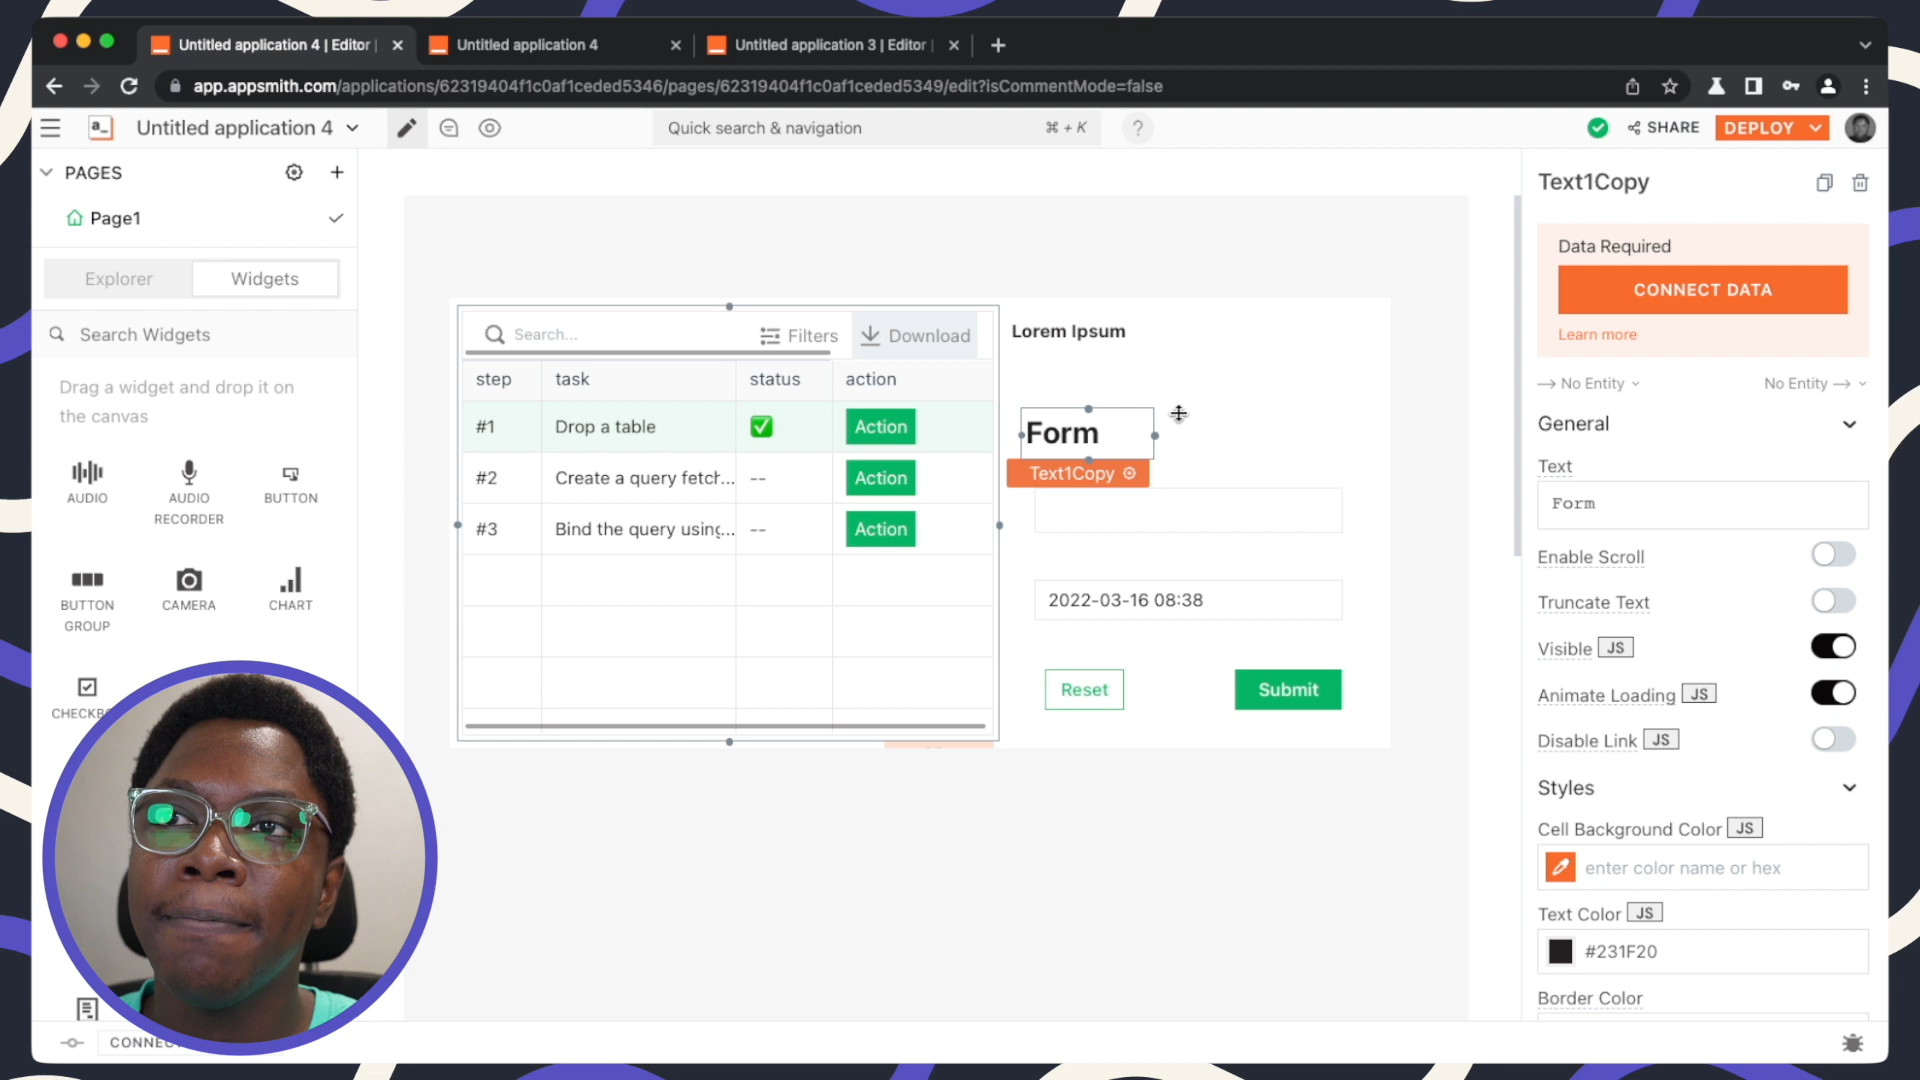 Untitled application 4 | Editor |
Untitled application 4
Untitled application 3 | Editor |
app.appsmith.com/applications/62319404f1c0af1ceded5346/pages/62319404f1c0af1ceded5349/edit?isCommentMode=false
a_
Untitled application 4
Quick search & navigation
⌘ + K
?
SHARE
DEPLOY
PAGES
Page1
Explorer
Widgets
Search Widgets
Drag a widget and drop it on
the canvas
AUDIO
AUDIO
RECORDER
BUTTON
BUTTON
GROUP
CAMERA
CHART
CHECKB
CONNEC
Search...
Filters
Download
step
task
status
action
#1
Drop a table
✅
Action
#2
Create a query fetch...
--
Action
#3
Bind the query using...
--
Action
Lorem Ipsum
Form
Text1Copy
2022-03-16 08:38
Reset
Submit
Text1Copy
Data Required
CONNECT DATA
Learn more
No Entity
No Entity
General
Text
Form
Enable Scroll
Truncate Text
Visible JS
Animate Loading JS
Disable Link JS
Styles
Cell Background Color JS
enter color name or hex
Text Color JS
#231F20
Border Color